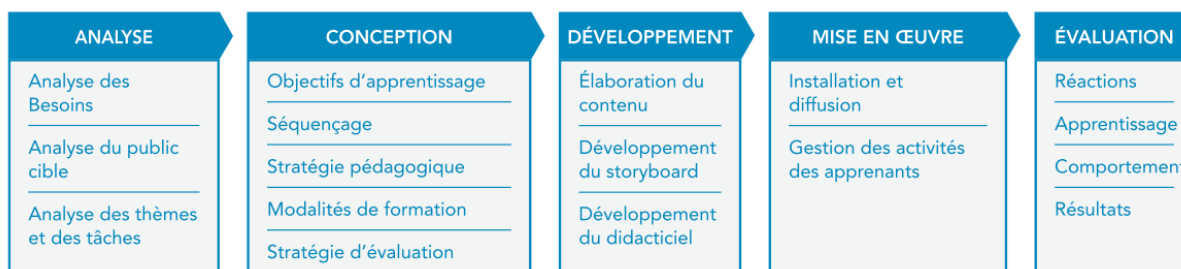 ANALYSE
Analyse des
Besoins
Analyse du public
cible
Analyse des thèmes
et des tâches
CONCEPTION
Objectifs d’apprentissage
Séquençage
Stratégie pédagogique
Modalités de formation
Stratégie d’évaluation
DÉVELOPPEMENT
Élaboration du
contenu
Développement
du storyboard
Développement
du didacticiel
MISE EN ŒUVRE
Installation et
diffusion
Gestion des activités
des apprenants
ÉVALUATION
Réactions
Apprentissage
Comportement
Résultats